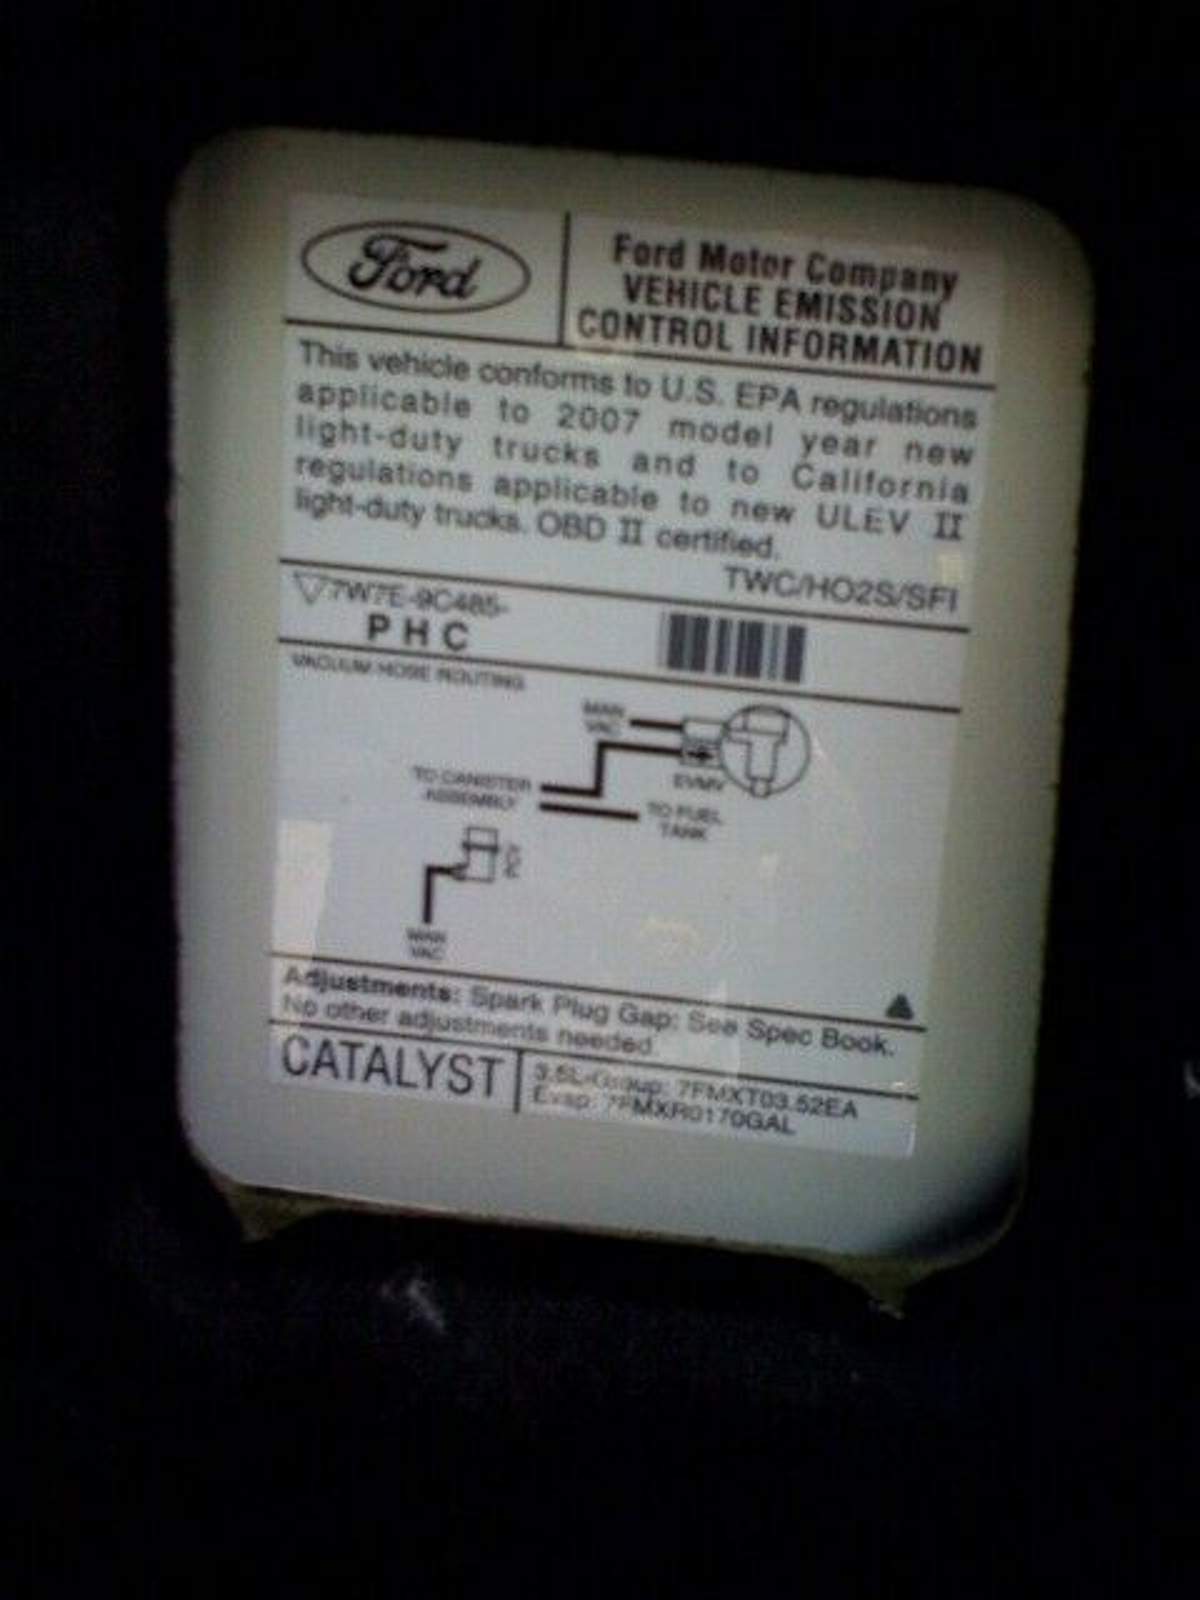 Ford
Ford Motor Company
VEHICLE EMISSION
CONTROL INFORMATION
This vehicle conforms to U.S. EPA regulations
applicable to 2007 model year new
light-duty trucks and to California
regulations applicable to new ULEV II
light-duty trucks. OBD II certified.
TWC/HO2S/SFI
7W7E-9C485-
PHC
VACUUM HOSE ROUTING
MAN
VAC
EVMV
TO CANISTER
ASSEMBLY
TO FUEL
TANK
PCV
MAN
VAC
Adjustments: Spark Plug Gap: See Spec Book.
No other adjustments needed.
CATALYST
3.5L-Group: 7FMXT03.52EA
Evap: 7FMXR0170GAL